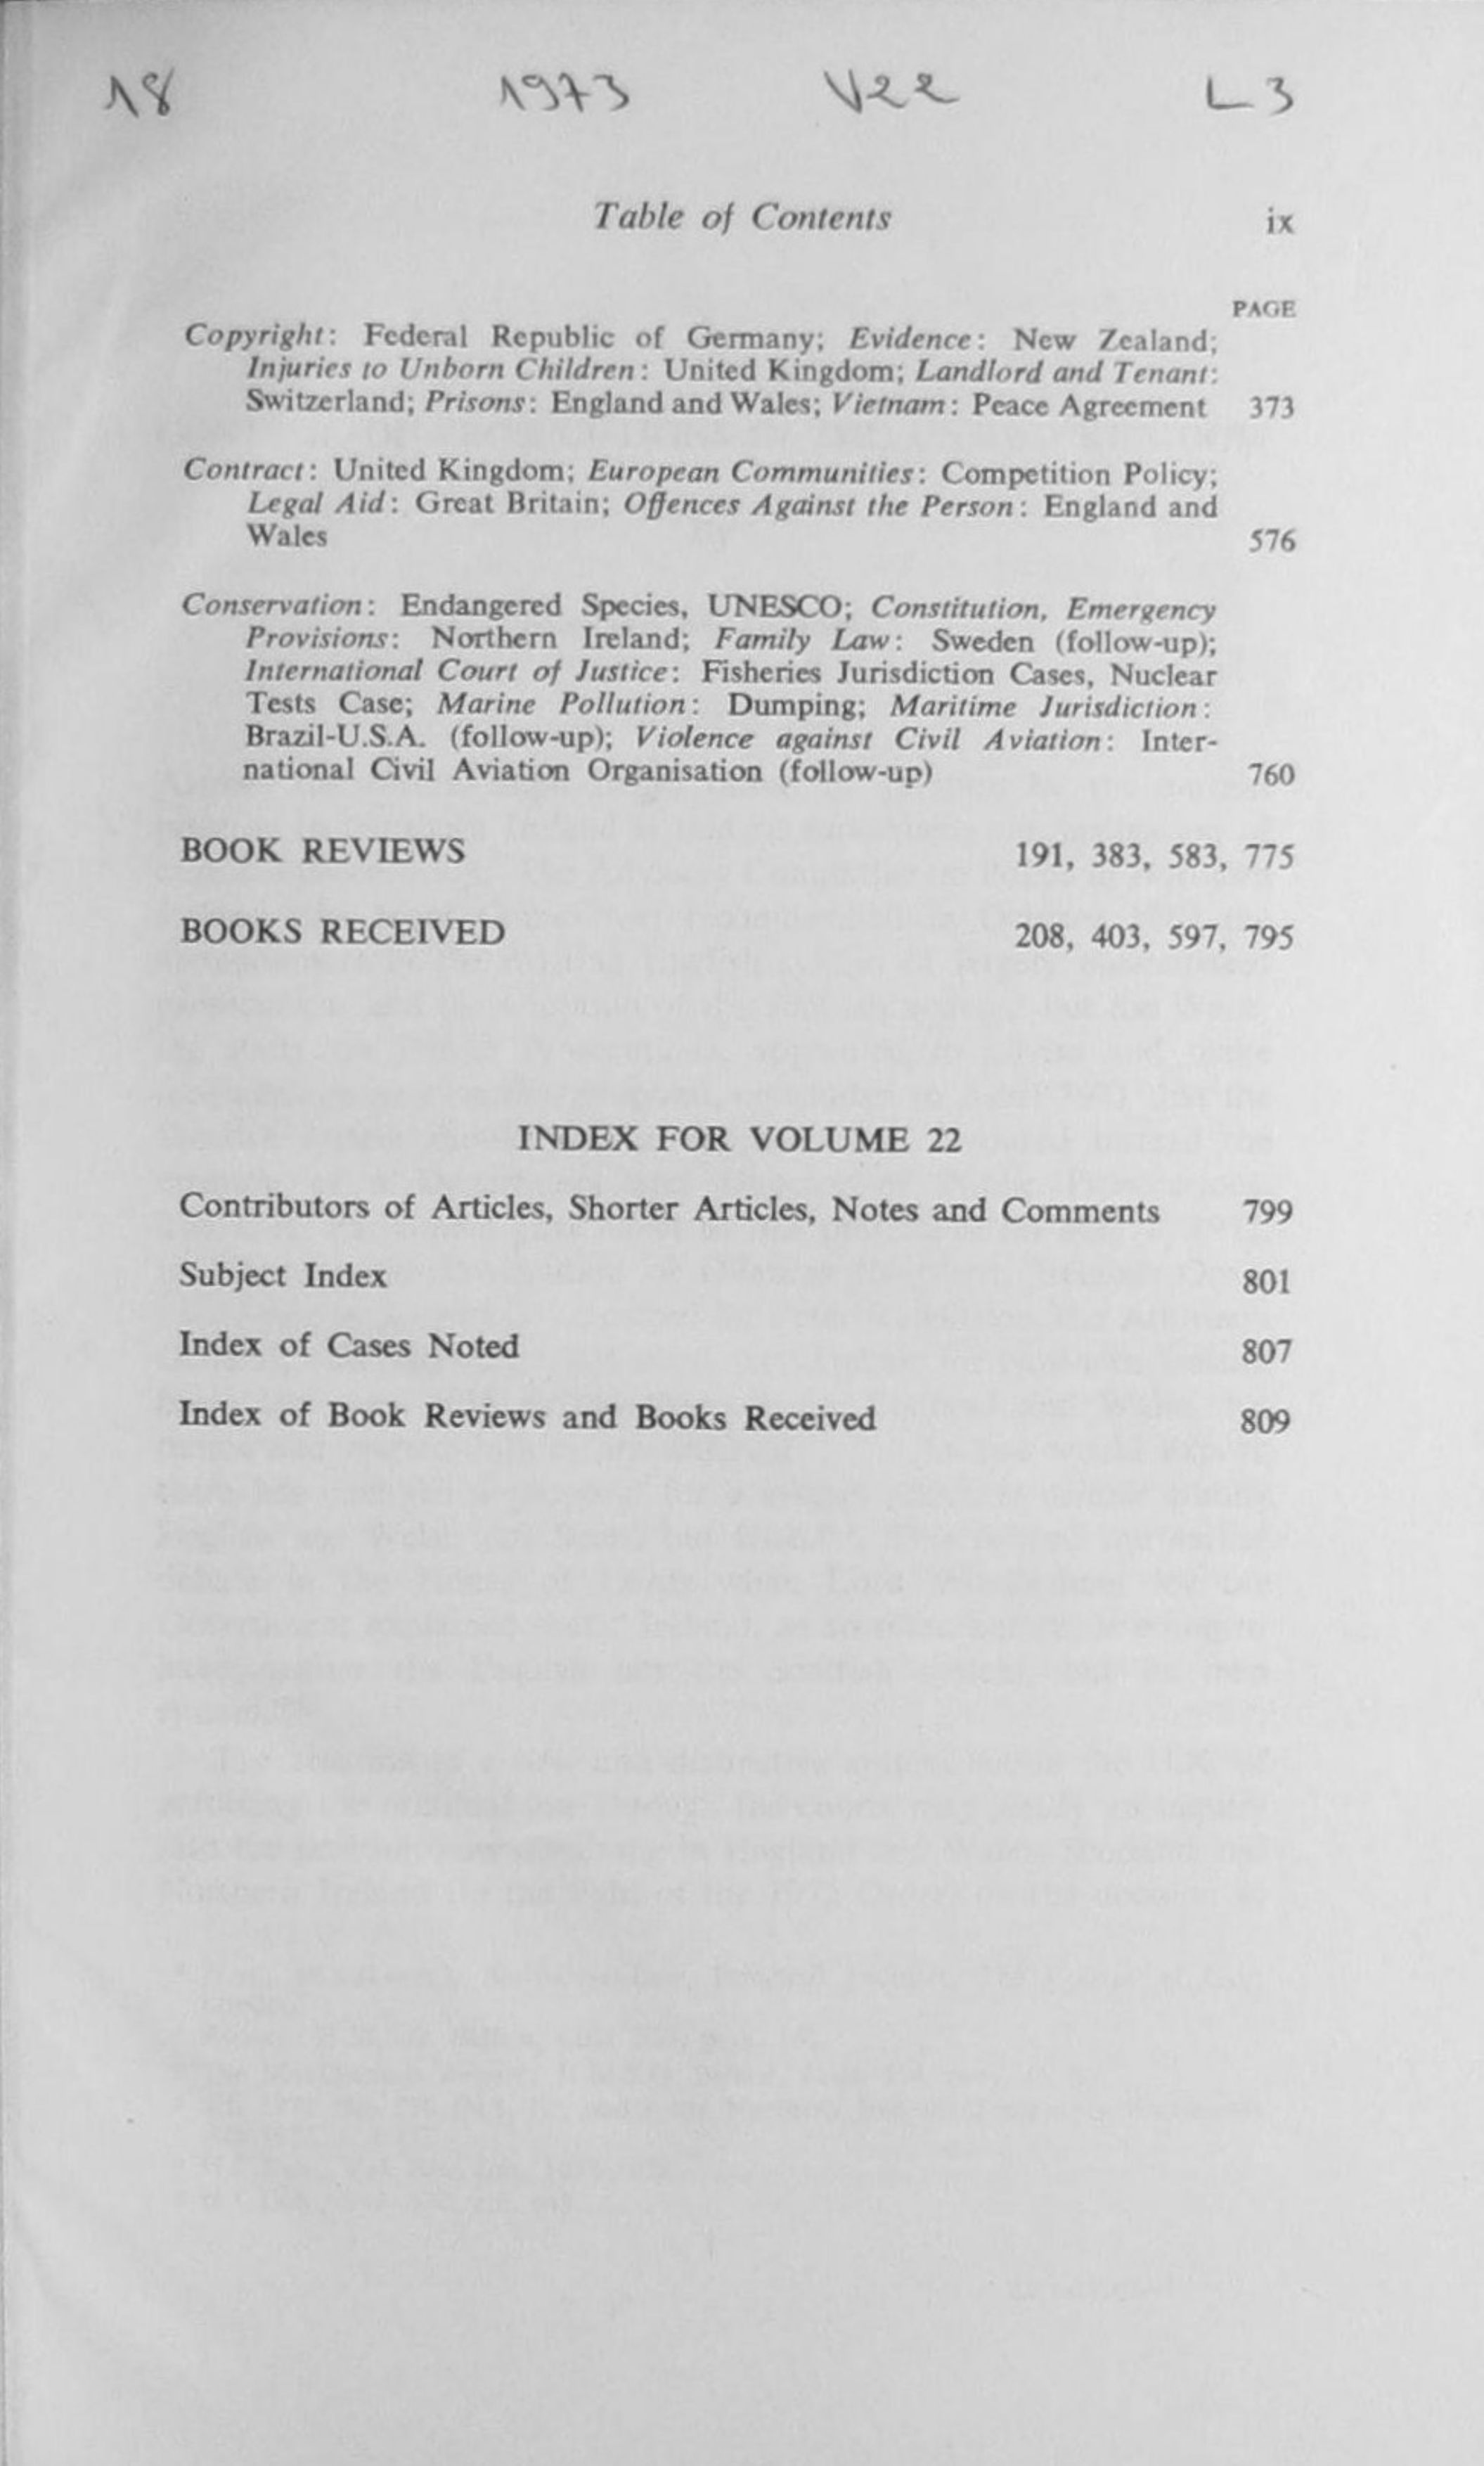 18 1973 V22 L3
Table of Contents ix
PAGE
Copyright: Federal Republic of Germany; Evidence: New Zealand;
Injuries to Unborn Children: United Kingdom; Landlord and Tenant:
Switzerland; Prisons: England and Wales; Vietnam: Peace Agreement 373
Contract: United Kingdom; European Communities: Competition Policy;
Legal Aid: Great Britain; Offences Against the Person: England and
Wales 576
Conservation: Endangered Species, UNESCO; Constitution, Emergency
Provisions: Northern Ireland; Family Law: Sweden (follow-up);
International Court of Justice: Fisheries Jurisdiction Cases, Nuclear
Tests Case; Marine Pollution: Dumping; Maritime Jurisdiction:
Brazil-U.S.A. (follow-up); Violence against Civil Aviation: Inter-
national Civil Aviation Organisation (follow-up) 760
BOOK REVIEWS 191, 383, 583, 775
BOOKS RECEIVED 208, 403, 597, 795
INDEX FOR VOLUME 22
Contributors of Articles, Shorter Articles, Notes and Comments 799
Subject Index 801
Index of Cases Noted 807
Index of Book Reviews and Books Received 809